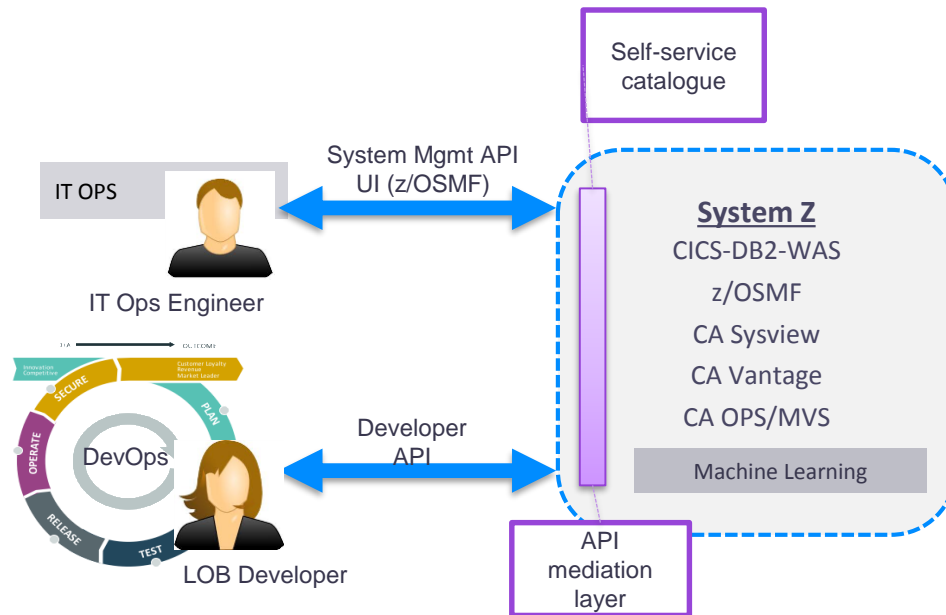 Self-service
catalogue
System Mgmt API
UI (z/OSMF)
IT OPS
IT Ops Engineer
System Z
CICS-DB2-WAS
z/OSMF
CA Sysview
CA Vantage
CA OPS/MVS
Machine Learning
OUTCOME
Innovation
Competitive
Customer Loyalty
Revenue
Market Leader
SECURE
PLAN
OPERATE
DevOps
RELEASE
TEST
Developer
API
LOB Developer
API
mediation
layer